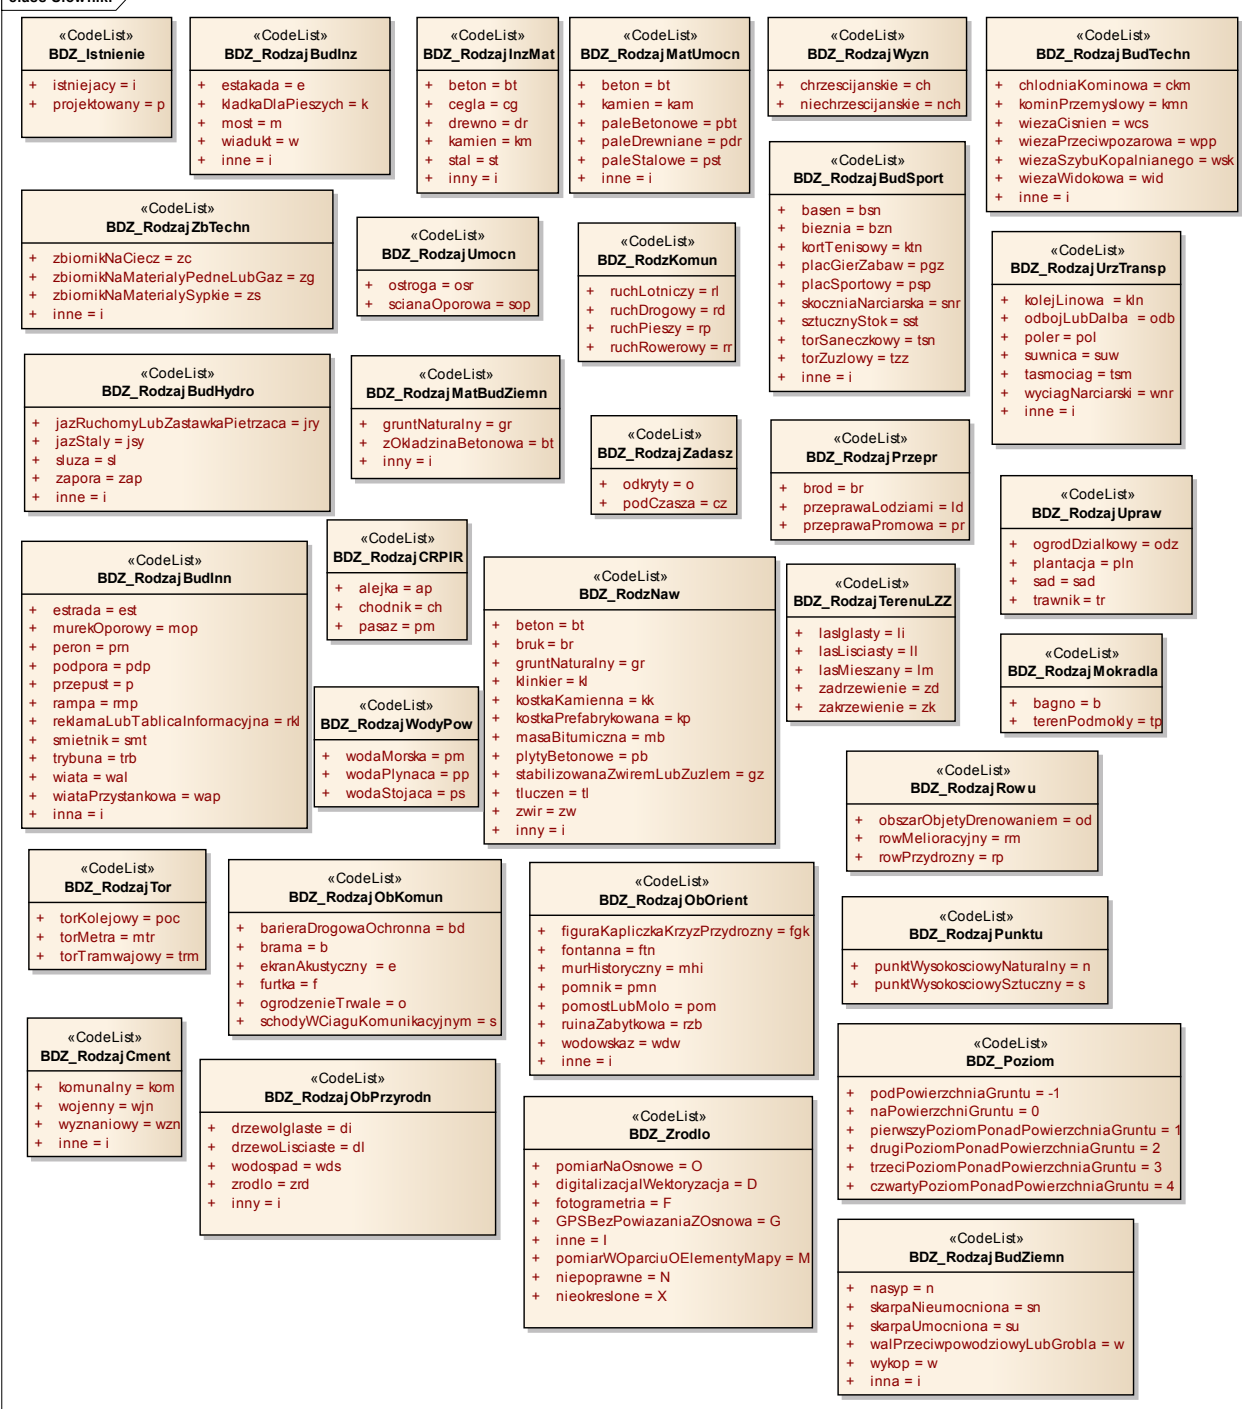 class Slowniki
«CodeList»
BDZ_Istnienie
+ istniejacy = i
+ projektowany = p
«CodeList»
BDZ_RodzajBudInz
+ estakada = e
+ kladkaDlaPieszych = k
+ most = m
+ wiadukt = w
+ inne = i
«CodeList»
BDZ_RodzajInzMat
+ beton = bt
+ cegla = cg
+ drewno = dr
+ kamien = km
+ stal = st
+ inny = i
«CodeList»
BDZ_RodzajMatUmocn
+ beton = bt
+ kamien = kam
+ paleBetonowe = pbt
+ paleDrewniane = pdr
+ paleStalowe = pst
+ inne = i
«CodeList»
BDZ_RodzajWyzn
+ chrzescijanskie = ch
+ niechrzescijanskie = nch
«CodeList»
BDZ_RodzajBudTechn
+ chlodniaKominowa = ckm
+ kominPrzemyslowy = kmn
+ wiezaCisnien = wcs
+ wiezaPrzeciwpozarowa = wpp
+ wiezaSzybuKopalnianego = wsk
+ wiezaWidokowa = wid
+ inne = i
«CodeList»
BDZ_RodzajZbTechn
+ zbiornikNaCiecz = zc
+ zbiornikNaMaterialyPedneLubGaz = zg
+ zbiornikNaMaterialySypkie = zs
+ inne = i
«CodeList»
BDZ_RodzajUmocn
+ ostroga = osr
+ scianaOporowa = sop
«CodeList»
BDZ_RodzKomun
+ ruchLotniczy = rl
+ ruchDrogowy = rd
+ ruchPieszy = rp
+ ruchRowerowy = rr
«CodeList»
BDZ_RodzajBudSport
+ basen = bsn
+ bieznia = bzn
+ kortTenisowy = ktn
+ placGierZabaw = pgz
+ placSportowy = psp
+ skoczniaNarciarska = snr
+ sztucznyStok = sst
+ torSaneczkowy = tsn
+ torZuzlowy = tzz
+ inne = i
«CodeList»
BDZ_RodzajUrzTransp
+ kolejLinowa = kln
+ odbojLubDalba = odb
+ poler = pol
+ suwnica = suw
+ tasmociag = tsm
+ wyciagNarciarski = wnr
+ inne = i
«CodeList»
BDZ_RodzajBudHydro
+ jazRuchomyLubZastawkaPietrzaca = jry
+ jazStaly = jsy
+ sluza = sl
+ zapora = zap
+ inne = i
«CodeList»
BDZ_RodzajMatBudZiemn
+ gruntNaturalny = gr
+ zOkladzinaBetonowa = bt
+ inny = i
«CodeList»
BDZ_RodzajZadasz
+ odkryty = o
+ podCzasza = cz
«CodeList»
BDZ_RodzajPrzepr
+ brod = br
+ przeprawaLodziami = ld
+ przeprawaPromowa = pr
«CodeList»
BDZ_RodzajUpraw
+ ogrodDzialkowy = odz
+ plantacja = pln
+ sad = sad
+ trawnik = tr
«CodeList»
BDZ_RodzajBudInn
+ estrada = est
+ murekOporowy = mop
+ peron = prn
+ podpora = pdp
+ przepust = p
+ rampa = rmp
+ reklamaLubTablicaInformacyjna = rkl
+ smietnik = smt
+ trybuna = trb
+ wiata = wal
+ wiataPrzystankowa = wap
+ inna = i
«CodeList»
BDZ_RodzajCRPIR
+ alejka = ap
+ chodnik = ch
+ pasaz = pm
«CodeList»
BDZ_RodzNaw
+ beton = bt
+ bruk = br
+ gruntNaturalny = gr
+ klinkier = kl
+ kostkaKamienna = kk
+ kostkaPrefabrykowana = kp
+ masaBitumiczna = mb
+ plytyBetonowe = pb
+ stabilizowanaZwiremLubZuzlem = gz
+ tluczen = tl
+ zwir = zw
+ inny = i
«CodeList»
BDZ_RodzajTerenuLZZ
+ lasIglasty = li
+ lasLisciasty = ll
+ lasMieszany = lm
+ zadrzewienie = zd
+ zakrzewienie = zk
«CodeList»
BDZ_RodzajMokradla
+ bagno = b
+ terenPodmokly = tp
«CodeList»
BDZ_RodzajWodyPow
+ wodaMorska = pm
+ wodaPlynaca = pp
+ wodaStojaca = ps
«CodeList»
BDZ_RodzajRowu
+ obszarObjetyDrenowaniem = od
+ rowMelioracyjny = rm
+ rowPrzydrozny = rp
«CodeList»
BDZ_RodzajTor
+ torKolejowy = poc
+ torMetra = mtr
+ torTramwajowy = trm
«CodeList»
BDZ_RodzajObKomun
+ barieraDrogowaOchronna = bd
+ brama = b
+ ekranAkustyczny = e
+ furtka = f
+ ogrodzenieTrwale = o
+ schodyWCiaguKomunikacyjnym = s
«CodeList»
BDZ_RodzajObOrient
+ figuraKapliczkaKrzyzPrzydrozny = fgk
+ fontanna = ftn
+ murHistoryczny = mhi
+ pomnik = pmn
+ pomostLubMolo = pom
+ ruinaZabytkowa = rzb
+ wodowskaz = wdw
+ inne = i
«CodeList»
BDZ_RodzajPunktu
+ punktWysokosciowyNaturalny = n
+ punktWysokosciowySztuczny = s
«CodeList»
BDZ_RodzajCment
+ komunalny = kom
+ wojenny = wjn
+ wyznaniowy = wzn
+ inne = i
«CodeList»
BDZ_RodzajObPrzyrodn
+ drzewoIglaste = di
+ drzewoLisciaste = dl
+ wodospad = wds
+ zrodlo = zrd
+ inny = i
«CodeList»
BDZ_Zrodlo
+ pomiarNaOsnowe = O
+ digitalizacjaIWektoryzacja = D
+ fotogrametria = F
+ GPSBezPowiazaniaZOsnowa = G
+ inne = I
+ pomiarWOparciuOElementyMapy = M
+ niepoprawne = N
+ nieokreslone = X
«CodeList»
BDZ_Poziom
+ podPowierzchniaGruntu = -1
+ naPowierzchniGruntu = 0
+ pierwszyPoziomPonadPowierzchniaGruntu = 1
+ drugiPoziomPonadPowierzchniaGruntu = 2
+ trzeciPoziomPonadPowierzchniaGruntu = 3
+ czwartyPoziomPonadPowierzchniaGruntu = 4
«CodeList»
BDZ_RodzajBudZiemn
+ nasyp = n
+ skarpaNieumocniona = sn
+ skarpaUmocniona = su
+ walPrzeciwpowodziowyLubGrobla = w
+ wykop = w
+ inna = i